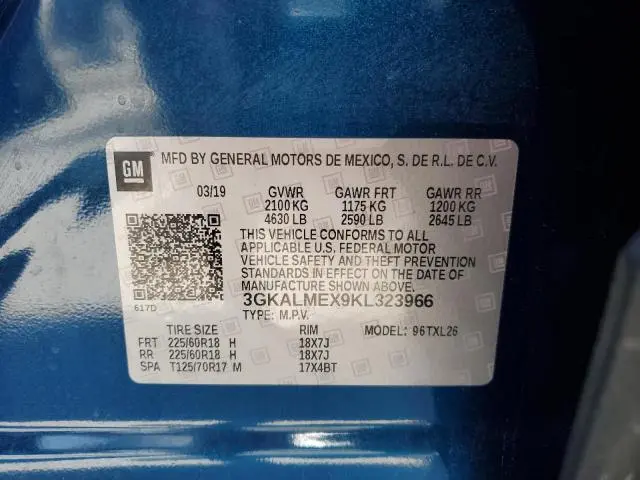 GM
MFD BY GENERAL MOTORS DE MEXICO, S. DE R.L. DE C.V.
03/19 GVWR GAWR FRT GAWR RR
2100 KG 1175 KG 1200 KG
4630 LB 2590 LB 2645 LB
THIS VEHICLE CONFORMS TO ALL
APPLICABLE U.S. FEDERAL MOTOR
VEHICLE SAFETY AND THEFT PREVENTION
STANDARDS IN EFFECT ON THE DATE OF
MANUFACTURE SHOWN ABOVE.
617D 3GKALMEX9KL323966
TYPE: M.P.V.
TIRE SIZE RIM MODEL: 96TXL26
FRT 225/60R18 H 18X7J
RR 225/60R18 H 18X7J
SPA T125/70R17 M 17X4BT